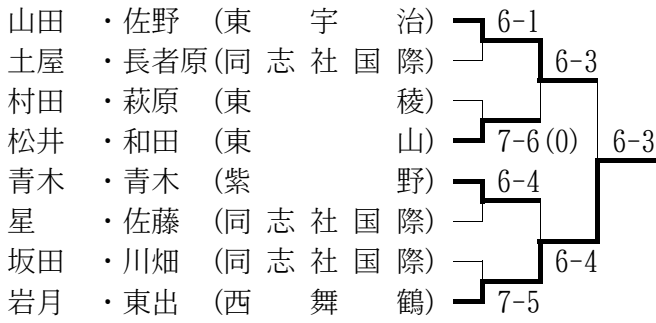 山田 ・佐野 (東宇治) 6-1
土屋 ・長者原(同志社国際) 6-3
村田 ・萩原 (東稜)
松井 ・和田 (東山) 7-6(0) 6-3
青木 ・青木 (紫野) 6-4
星 ・佐藤 (同志社国際)
坂田 ・川畑 (同志社国際) 6-4
岩月 ・東出 (西舞鶴) 7-5